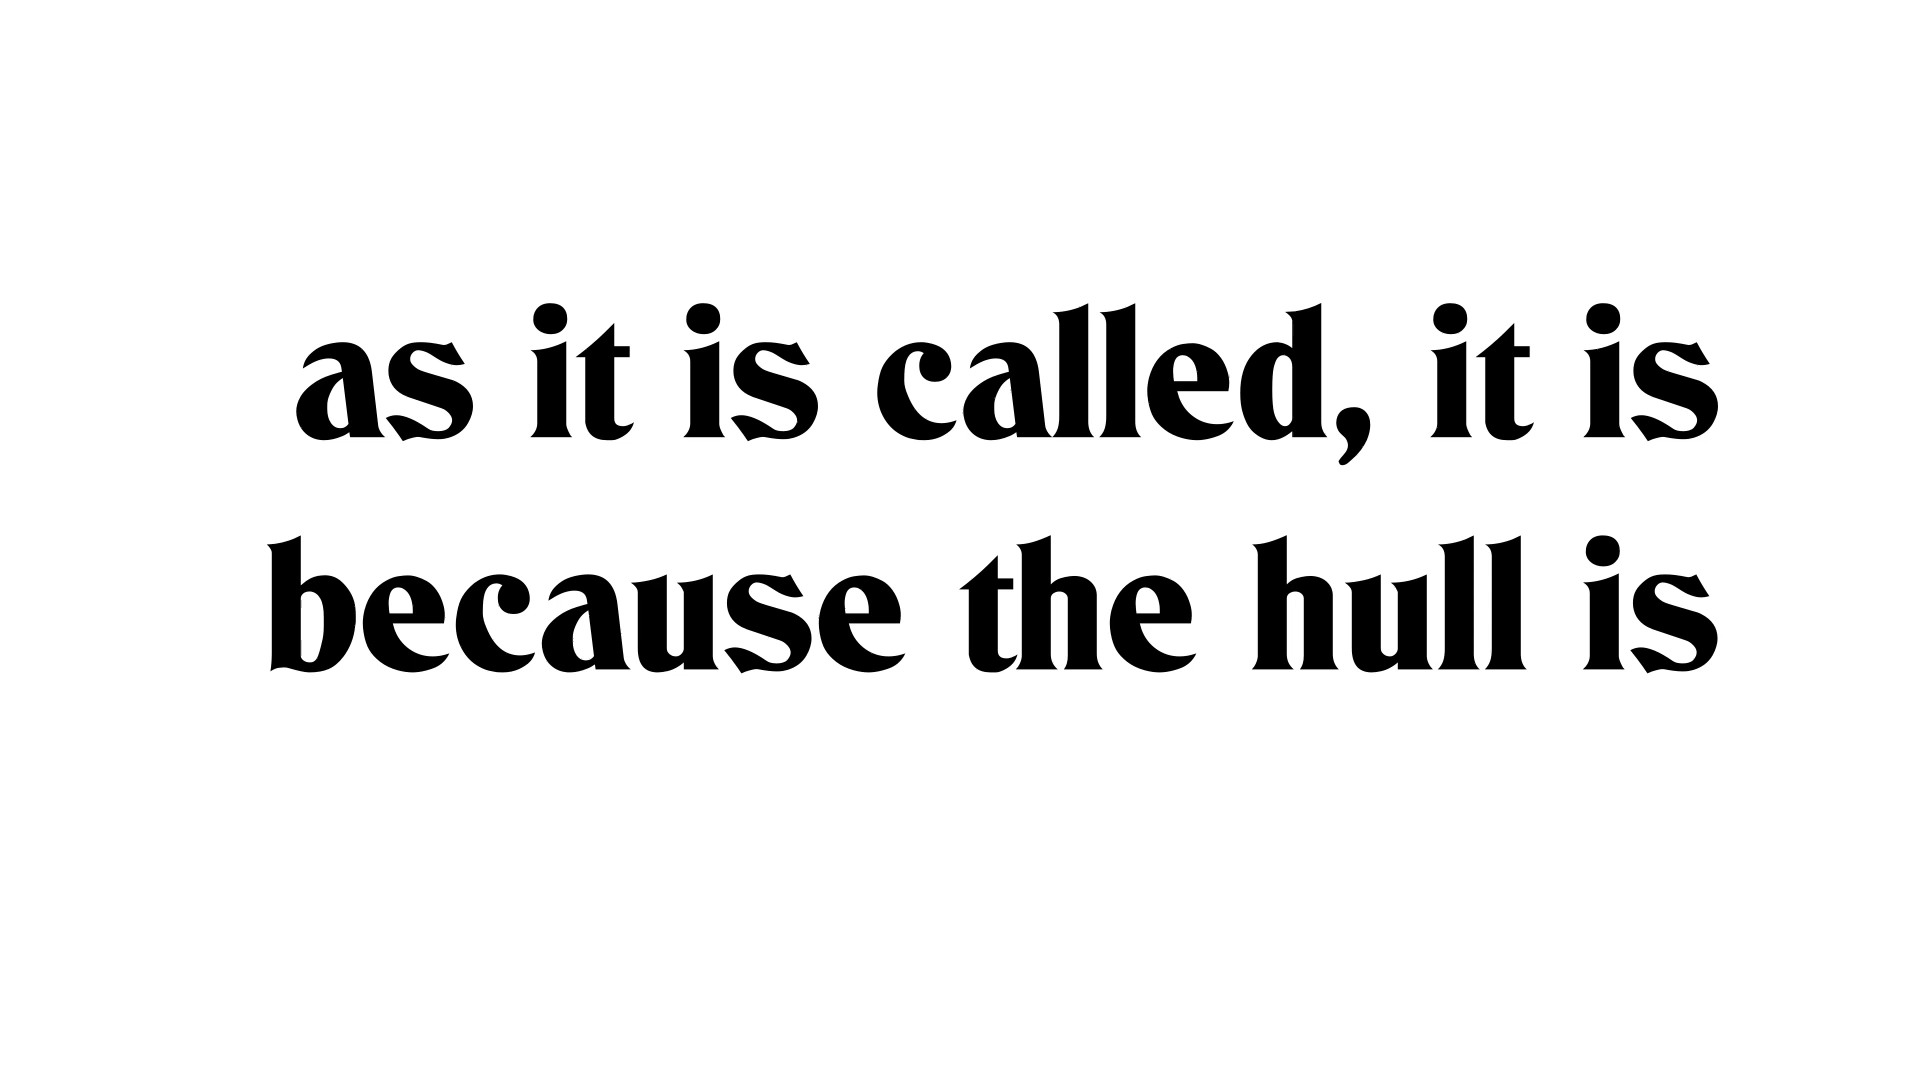 as it is called, it is
because the hull is